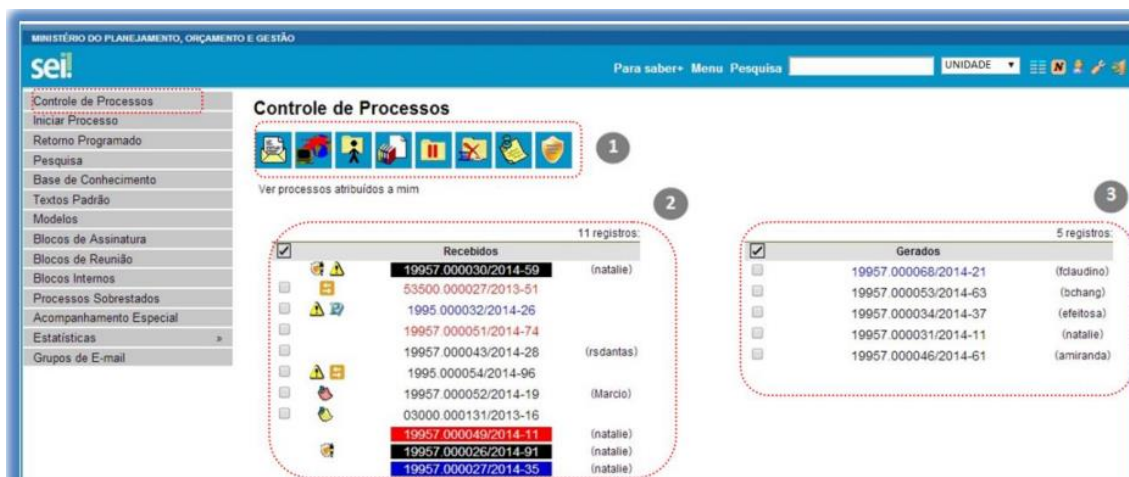 MINISTÉRIO DO PLANEJAMENTO, ORÇAMENTO E GESTÃO
sei!
Para saber+ Menu Pesquisa UNIDADE
N
Controle de Processos
Iniciar Processo
Retorno Programado
Pesquisa
Base de Conhecimento
Textos Padrão
Modelos
Blocos de Assinatura
Blocos de Reunião
Blocos Internos
Processos Sobrestados
Acompanhamento Especial
Estatísticas »
Grupos de E-mail
Controle de Processos
1
Ver processos atribuídos a mim
2
11 registros:
Recebidos
19957.000030/2014-59 (natalie)
53500.000027/2013-51
1995.000032/2014-26
19957.000051/2014-74
19957.000043/2014-28 (rsdantas)
1995.000054/2014-96
19957.000052/2014-19 (Marcio)
03000.000131/2013-16
19957.000049/2014-11 (natalie)
19957.000026/2014-91 (natalie)
19957.000027/2014-35 (natalie)
3
5 registros:
Gerados
19957.000068/2014-21 (fclaudino)
19957.000053/2014-63 (bchang)
19957.000034/2014-37 (efeitosa)
19957.000031/2014-11 (natalie)
19957.000046/2014-61 (amiranda)